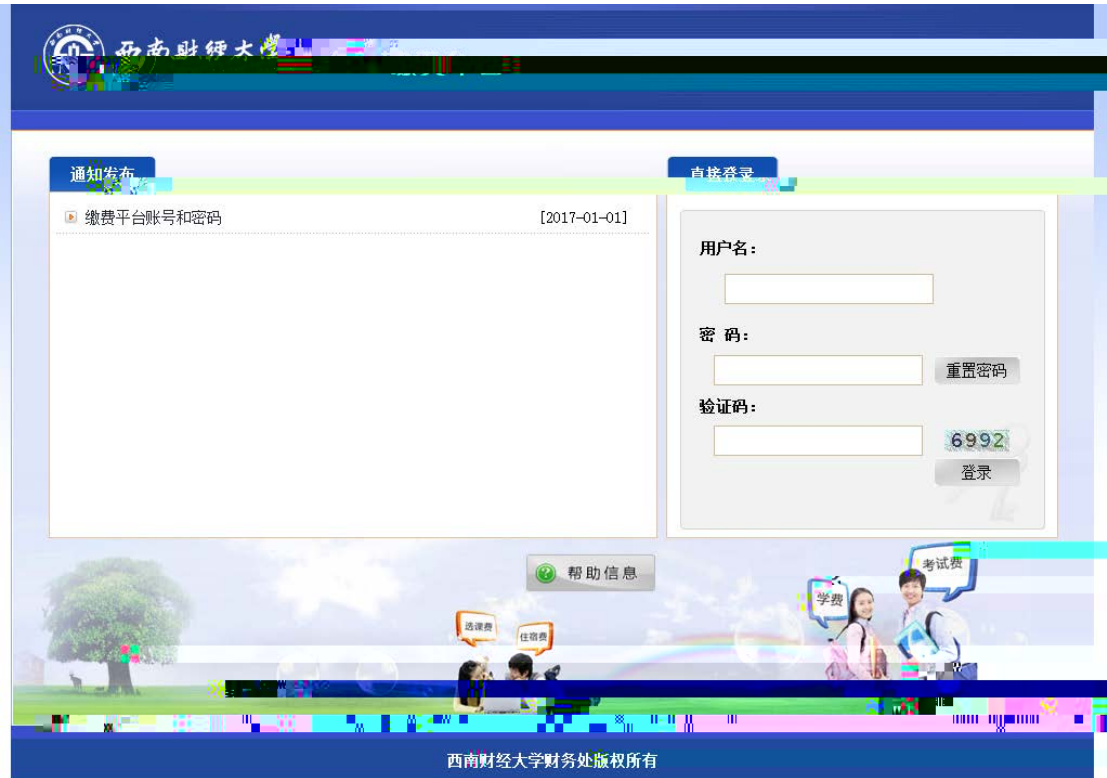 西南财经大学
通知发布
直接登录
缴费平台账号和密码 [2017-01-01]
用户名：
密 码：
重置密码
验证码：
6992
登录
帮助信息
考试费
学费
选课费
住宿费
西南财经大学财务处版权所有